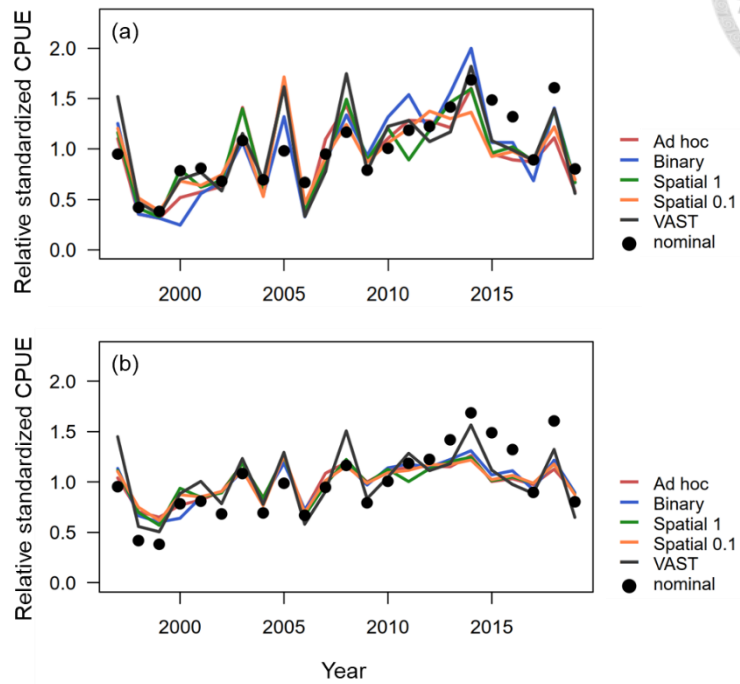 (a)
Relative standardized CPUE
2.0
1.5
1.0
0.5
0.0
2000 2005 2010 2015
Ad hoc
Binary
Spatial 1
Spatial 0.1
VAST
nominal
(b)
Relative standardized CPUE
2.0
1.5
1.0
0.5
0.0
2000 2005 2010 2015
Ad hoc
Binary
Spatial 1
Spatial 0.1
VAST
nominal
Year